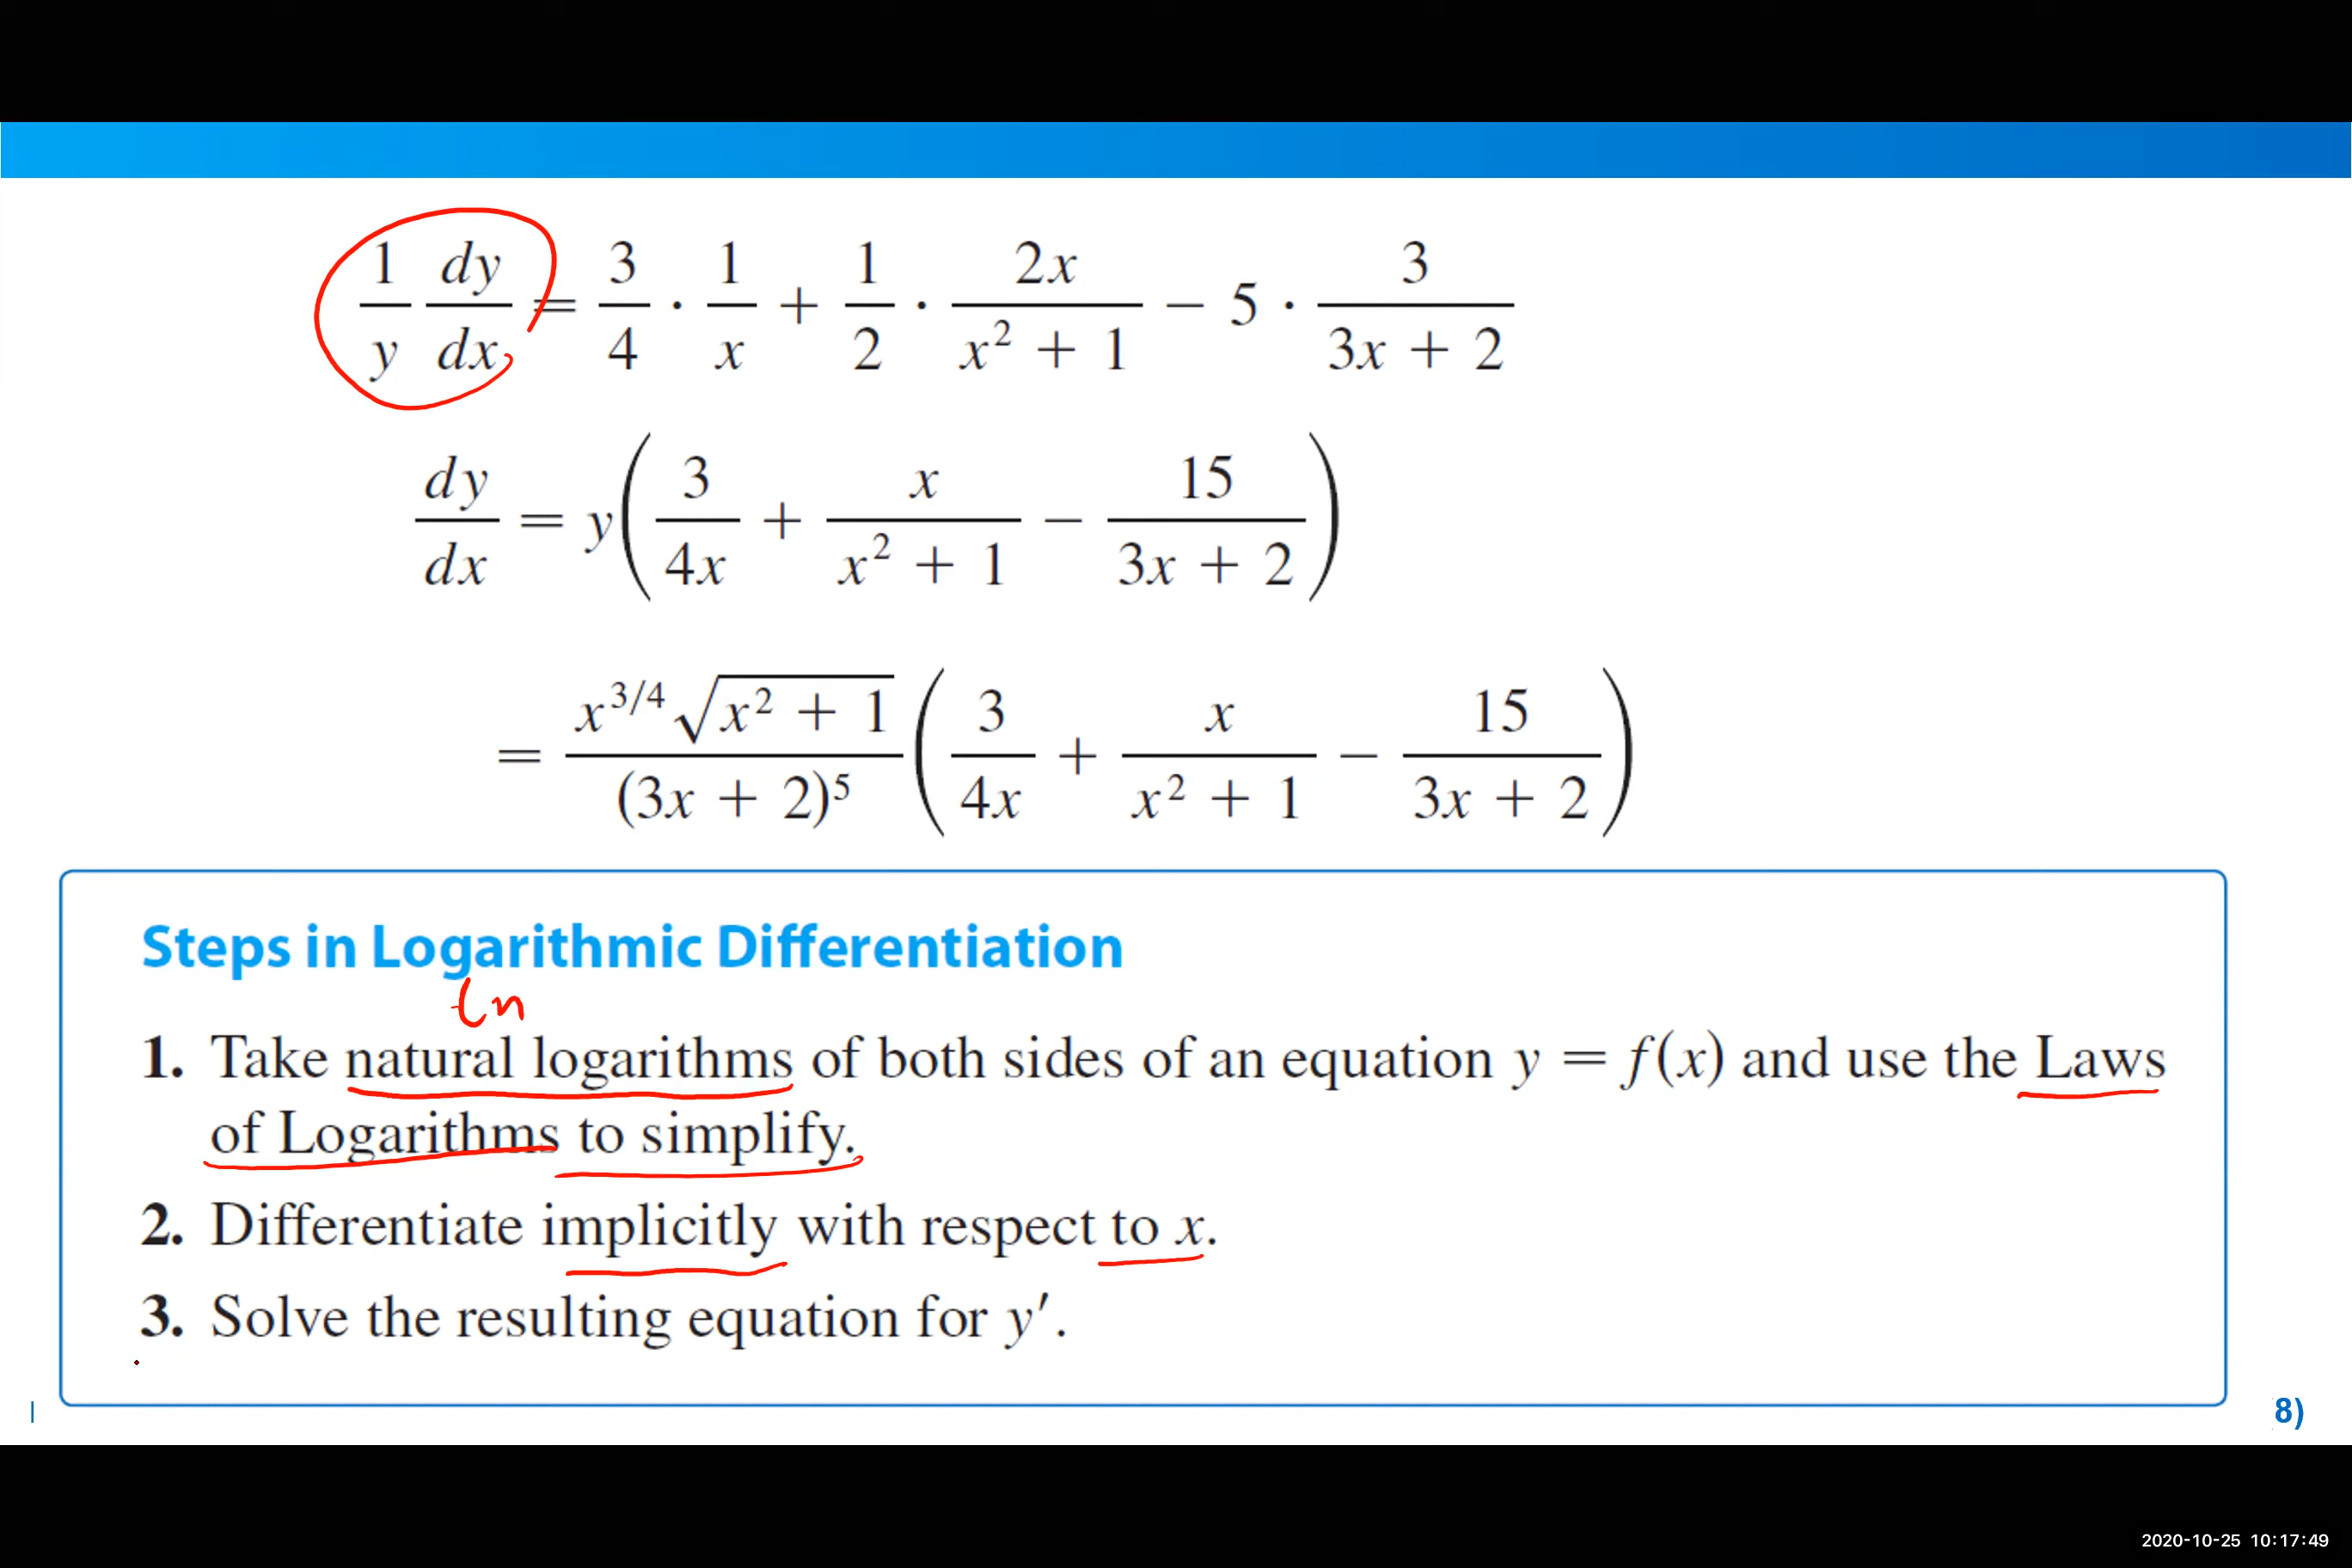 1/y dy/dx = 3/4 · 1/x + 1/2 · 2x/(x² + 1) − 5 · 3/(3x + 2)
dy/dx = y(3/(4x) + x/(x² + 1) − 15/(3x + 2))
= x^(3/4)√(x² + 1)/(3x + 2)⁵ (3/(4x) + x/(x² + 1) − 15/(3x + 2))
Steps in Logarithmic Differentiation
ln
1. Take natural logarithms of both sides of an equation y = f(x) and use the Laws
of Logarithms to simplify.
2. Differentiate implicitly with respect to x.
3. Solve the resulting equation for y′.
8)
2020-10-25 10:17:49